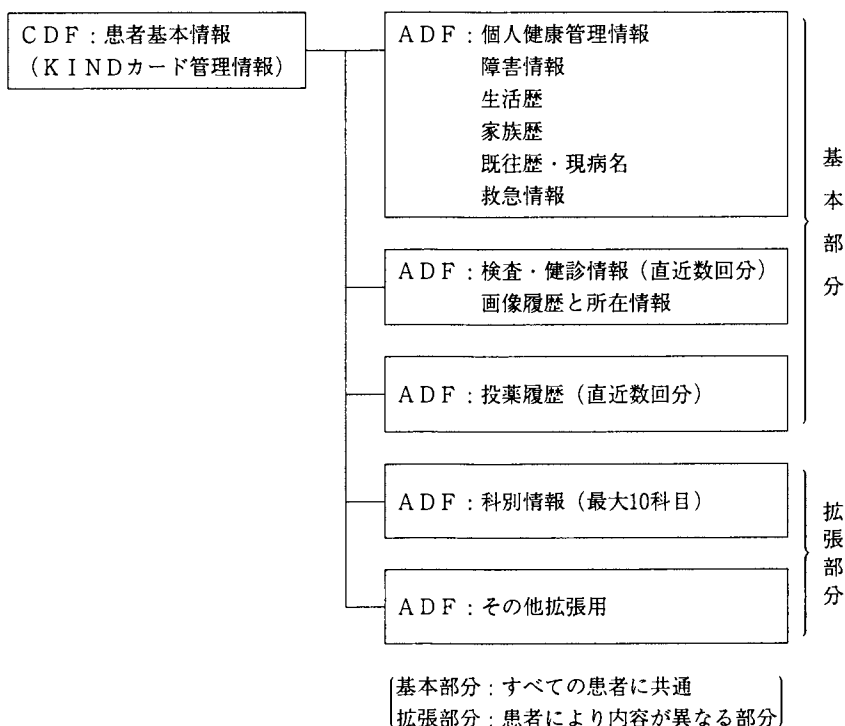 CDF:患者基本情報
(KINDカード管理情報)
ADF:個人健康管理情報
障害情報
生活歴
家族歴
既往歴・現病名
救急情報
ADF:検査・健診情報(直近数回分)
画像履歴と所在情報
ADF:投薬履歴(直近数回分)
基本部分
ADF:科別情報(最大10科目)
ADF:その他拡張用
拡張部分
基本部分:すべての患者に共通
拡張部分:患者により内容が異なる部分